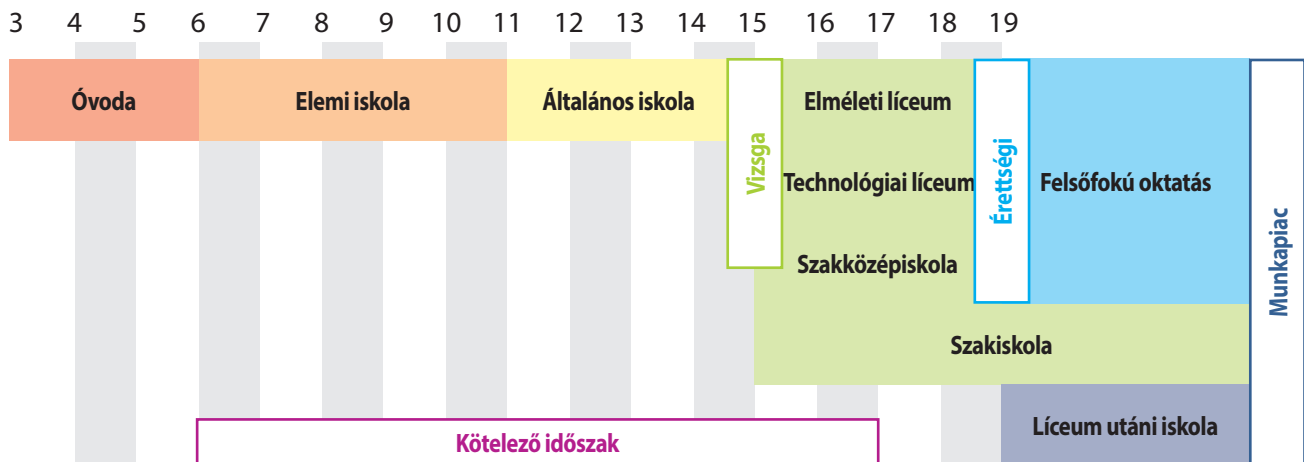 3 4 5 6 7 8 9 10 11 12 13 14 15 16 17 18 19
Óvoda
Elemi iskola
Általános iskola
Vizsga
Elméleti líceum
Technológiai líceum
Szakközépiskola
Érettségi
Felsőfokú oktatás
Munkapiac
Szakiskola
Líceum utáni iskola
Kötelező időszak